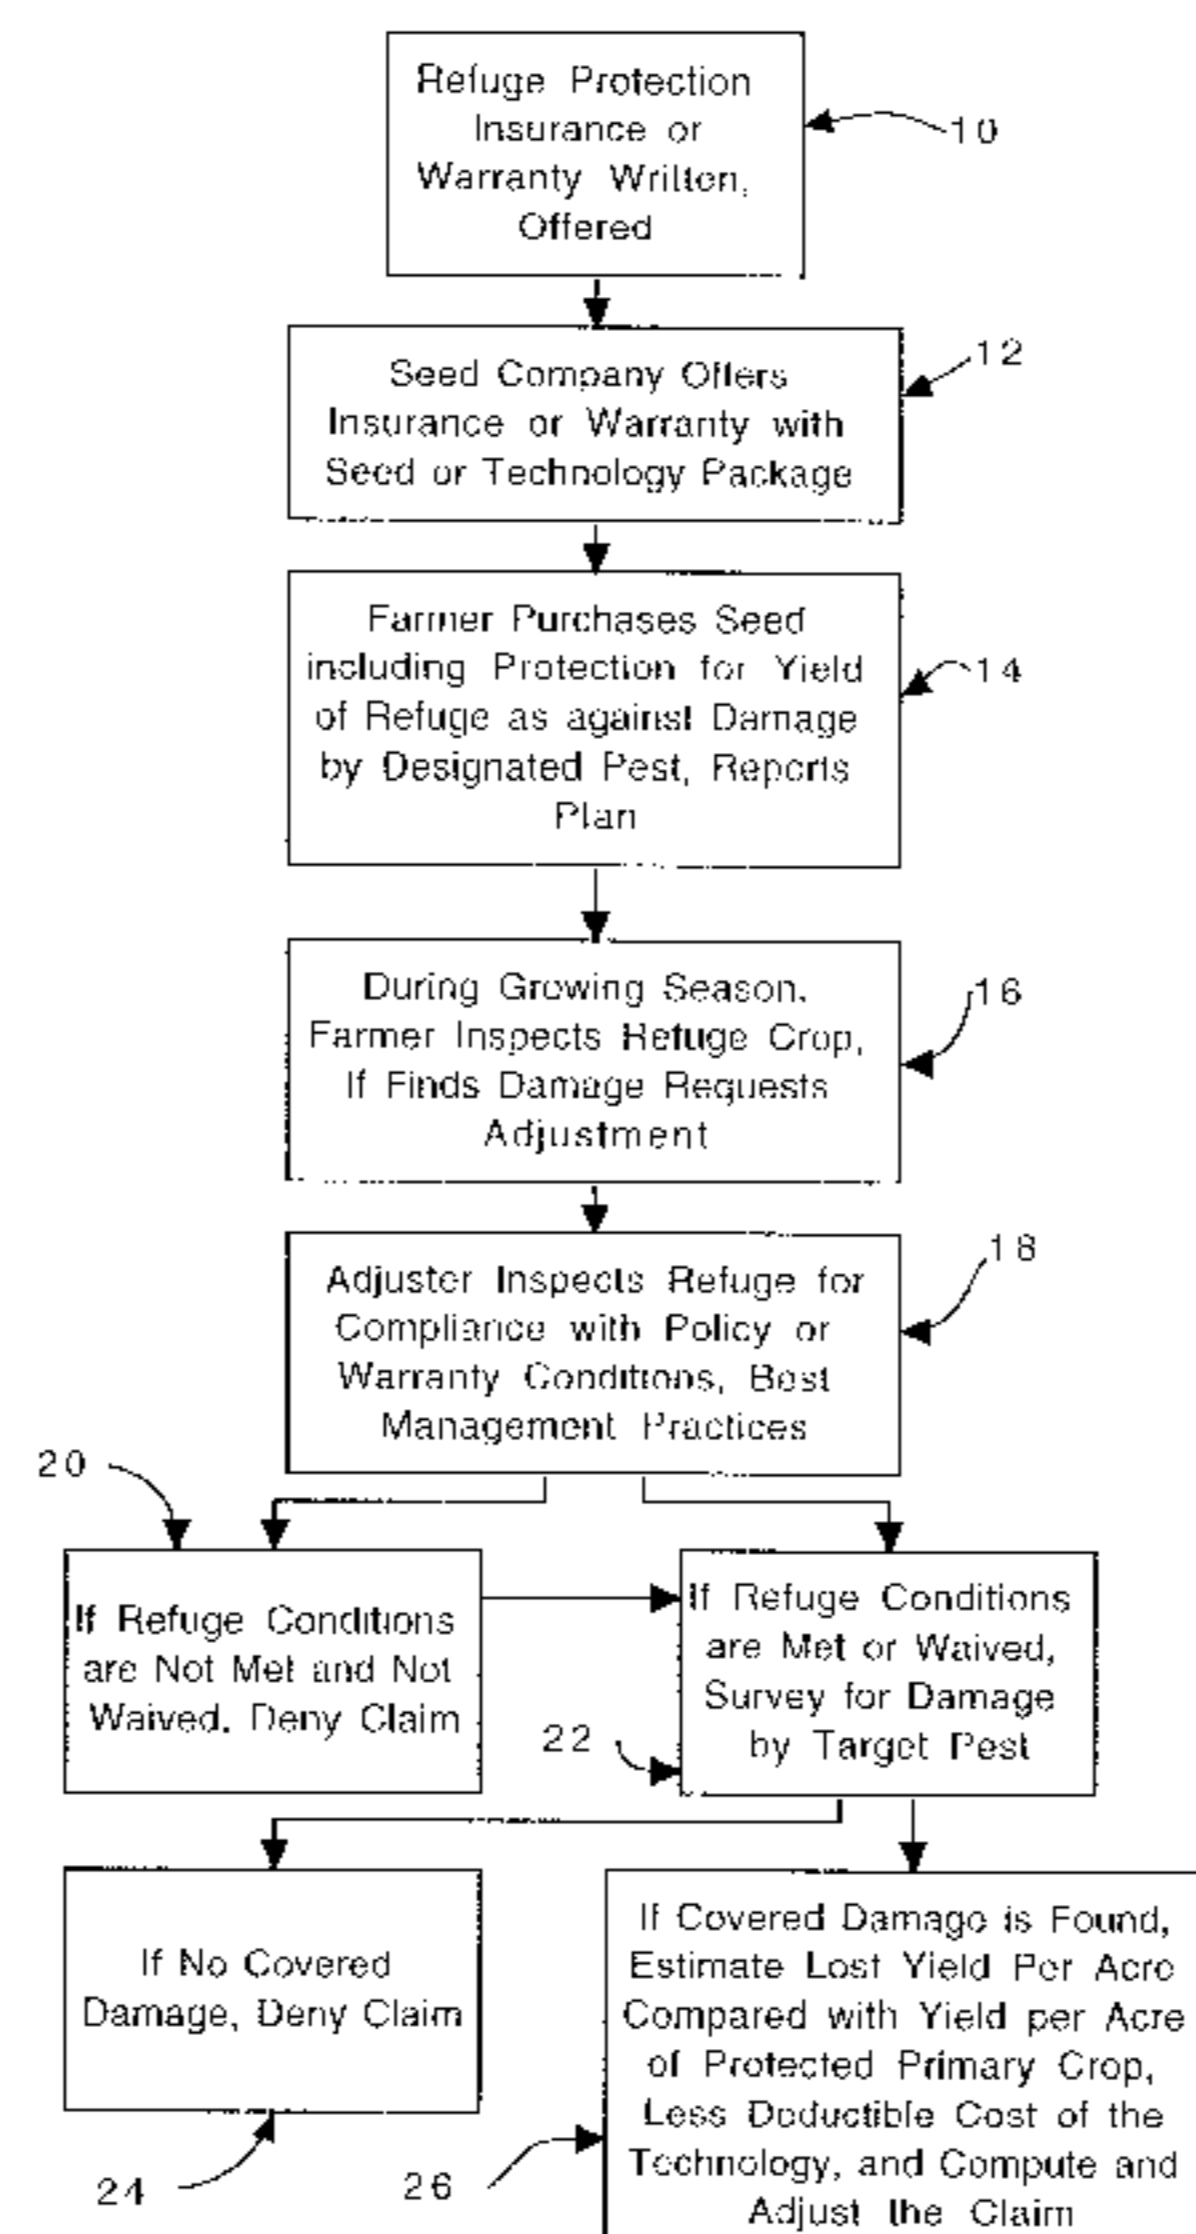 Refuge Protection
Insurance or
Warranty Written,
Offered
10
Seed Company Offers
Insurance or Warranty with
Seed or Technology Package
12
Farmer Purchases Seed
including Protection for Yield
of Refuge as against Damage
by Designated Pest, Reports
Plan
14
During Growing Season,
Farmer Inspects Refuge Crop,
If Finds Damage Requests
Adjustment
16
Adjuster Inspects Refuge for
Compliance with Policy or
Warranty Conditions, Best
Management Practices
18
20
If Refuge Conditions
are Not Met and Not
Waived, Deny Claim
If Refuge Conditions
are Met or Waived,
Survey for Damage
by Target Pest
22
If No Covered
Damage, Deny Claim
24
If Covered Damage is Found,
Estimate Lost Yield Per Acre
Compared with Yield per Acre
of Protected Primary Crop,
Less Deductible Cost of the
Technology, and Compute and
Adjust the Claim
26